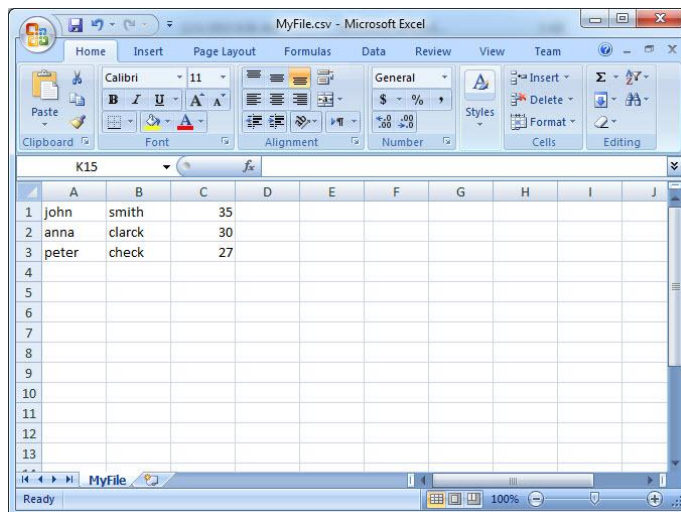 MyFile.csv - Microsoft Excel
Home Insert Page Layout Formulas Data Review View Team
Paste
Calibri 11
B I U A A
General
$ % ,
.00 .00
Styles
Insert
Delete
Format
Σ
Clipboard Font Alignment Number Cells Editing
K15 fx
A B C D E F G H I J
1 john smith 35
2 anna clarck 30
3 peter check 27
4
5
6
7
8
9
10
11
12
13
MyFile
Ready 100%